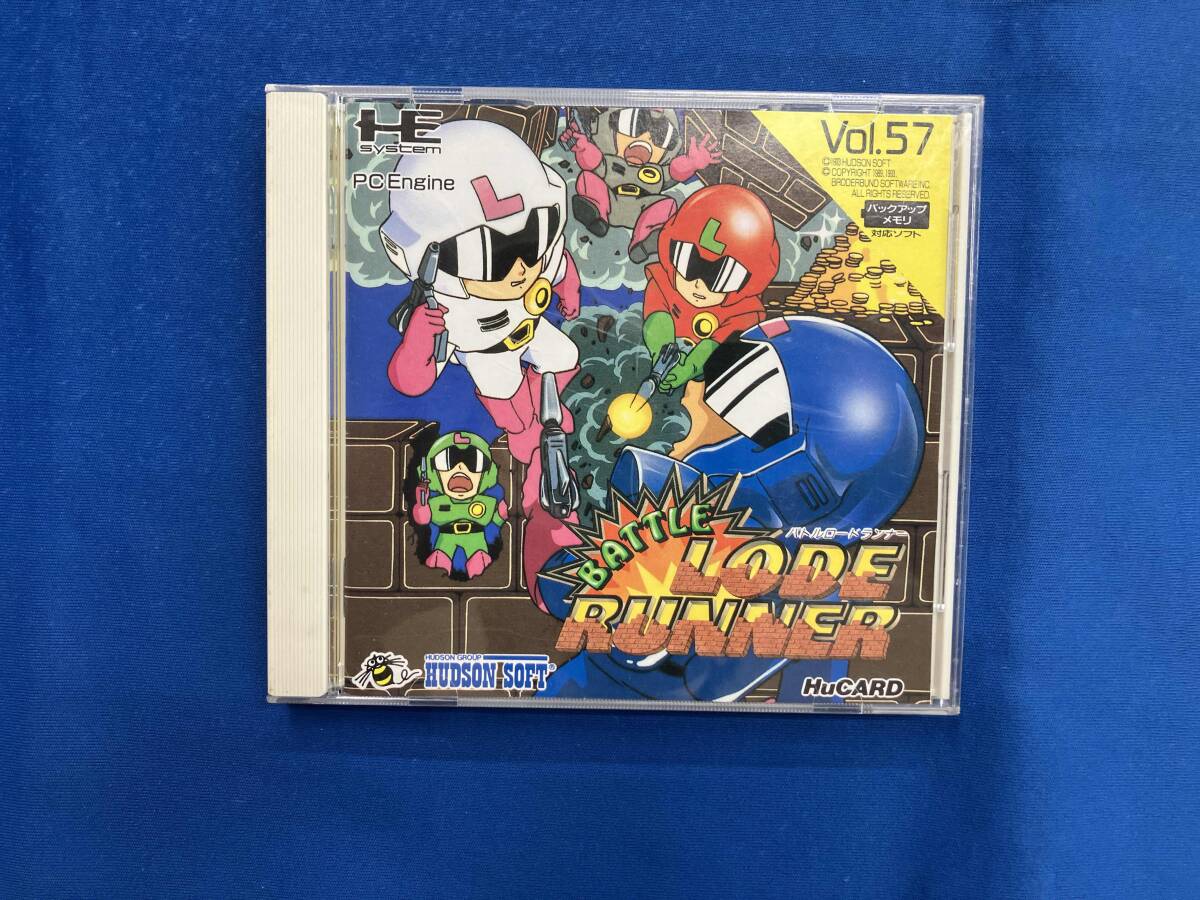 HE
system
PC Engine
Vol.57
©1993 HUDSON SOFT
© COPYRIGHT 1989, 1993,
BRODERBUND SOFTWARE INC.
ALL RIGHTS RESERVED.
バックアップ
メモリ
対応ソフト
L
L
L
L
BATTLE
バトルロードランナー
LODE
RUNNER
HUDSON GROUP
HUDSON SOFT®
HuCARD